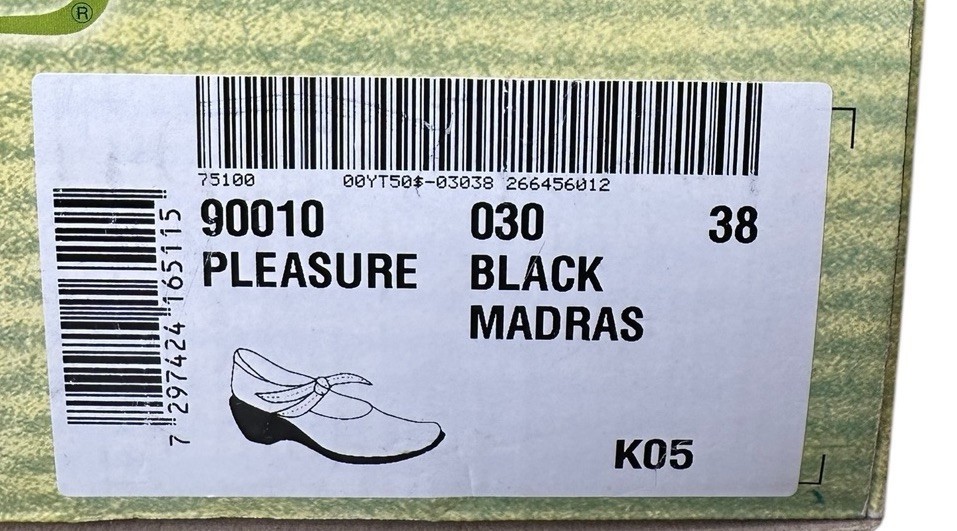 ®
75100 00YT50$-03038 266456012
90010 030 38
PLEASURE BLACK
MADRAS
K05
7 297424 165115